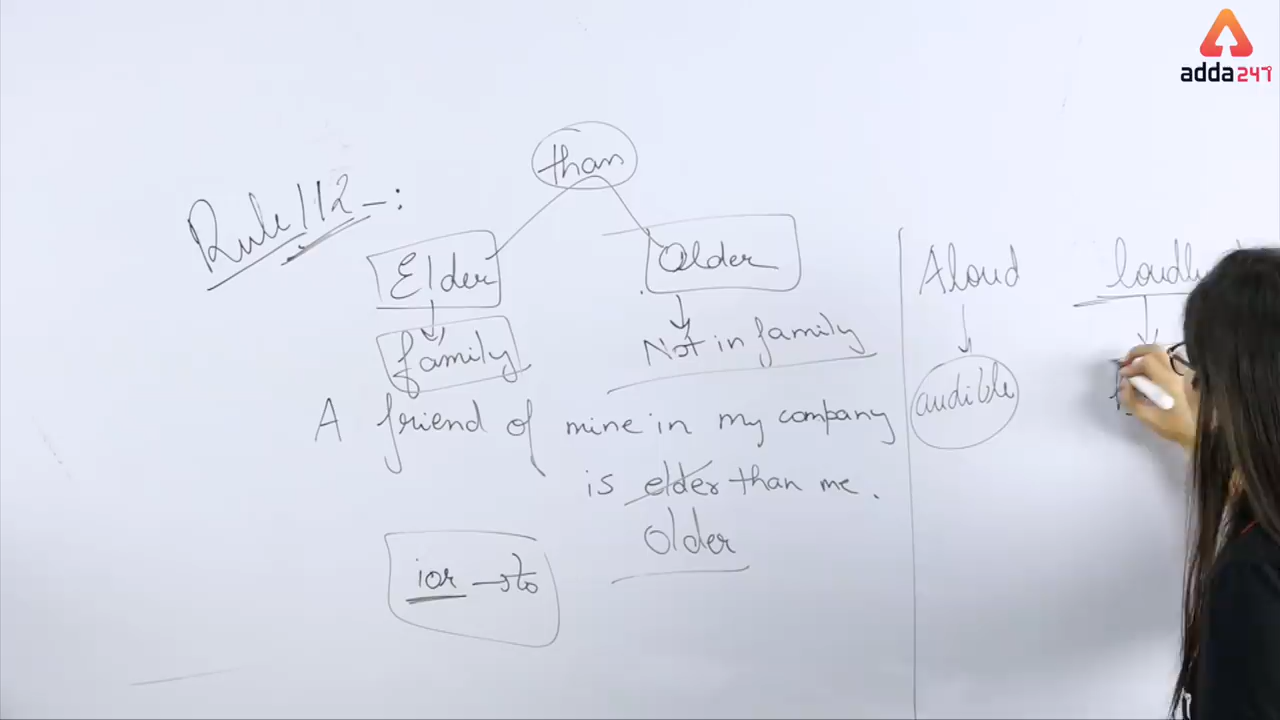 adda247
than
Rule 112 -:
Elder
Older
family
Not in family
A friend of mine in my company
is elder than me.
Older
ior → to
Aloud
audible